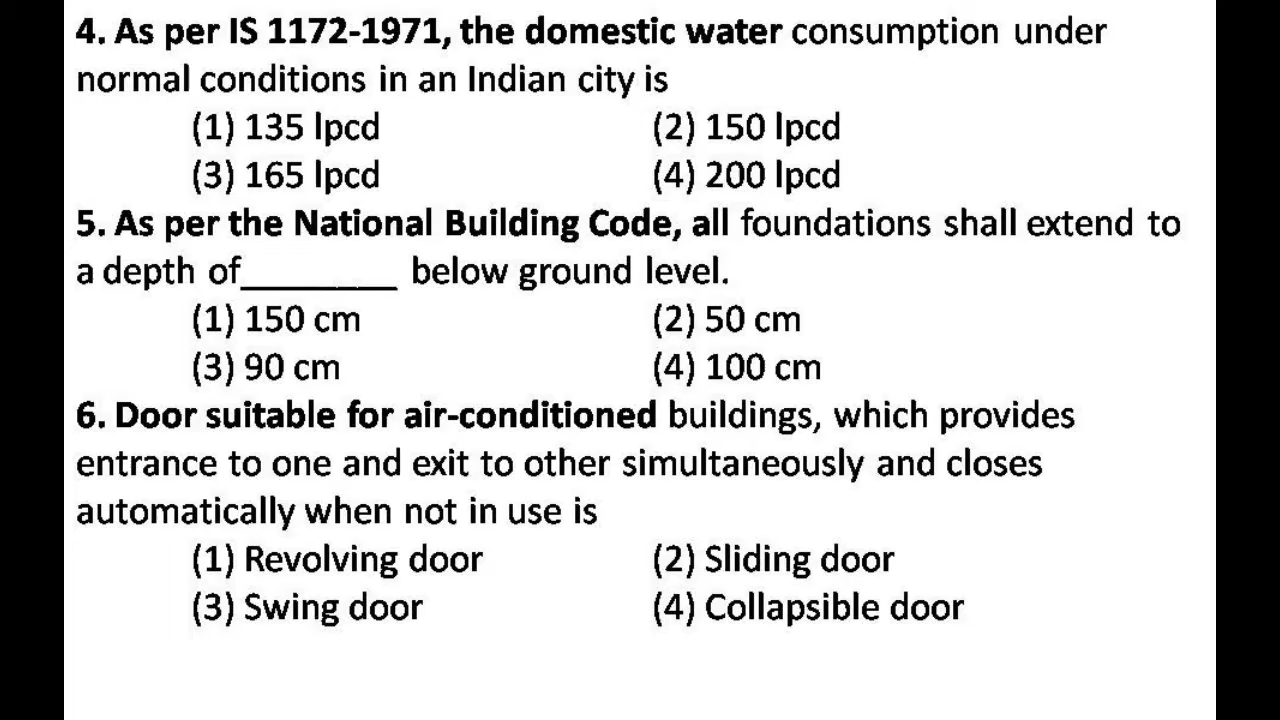 4. As per IS 1172-1971, the domestic water consumption under
normal conditions in an Indian city is
(1) 135 lpcd (2) 150 lpcd
(3) 165 lpcd (4) 200 lpcd
5. As per the National Building Code, all foundations shall extend to
a depth of________ below ground level.
(1) 150 cm (2) 50 cm
(3) 90 cm (4) 100 cm
6. Door suitable for air-conditioned buildings, which provides
entrance to one and exit to other simultaneously and closes
automatically when not in use is
(1) Revolving door (2) Sliding door
(3) Swing door (4) Collapsible door